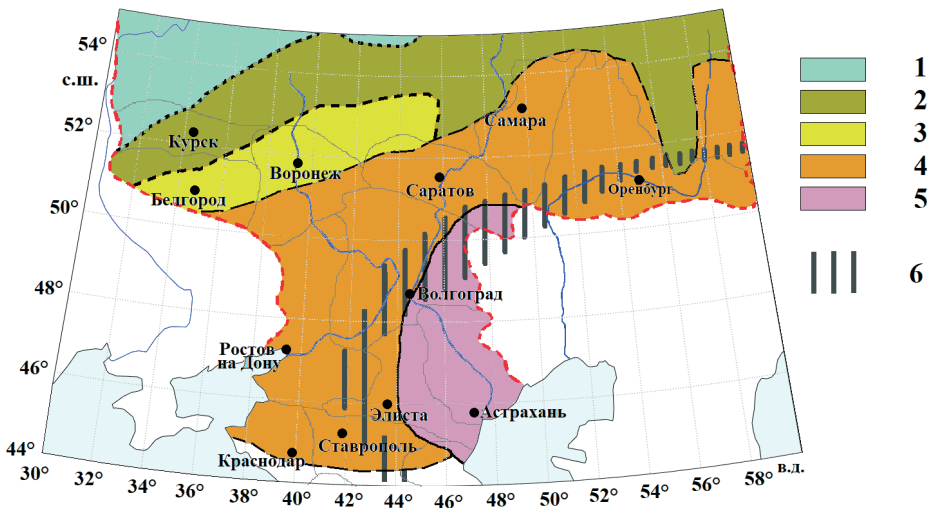 54°
с.ш.
52°
50°
48°
46°
44°
30°
32°
34°
36°
38°
40°
42°
44°
46°
48°
50°
52°
54°
56°
58°
в.д.
Курск
Белгород
Воронеж
Самара
Саратов
Оренбург
Волгоград
Ростов
на Дону
Элиста
Астрахань
Ставрополь
Краснодар
1
2
3
4
5
6